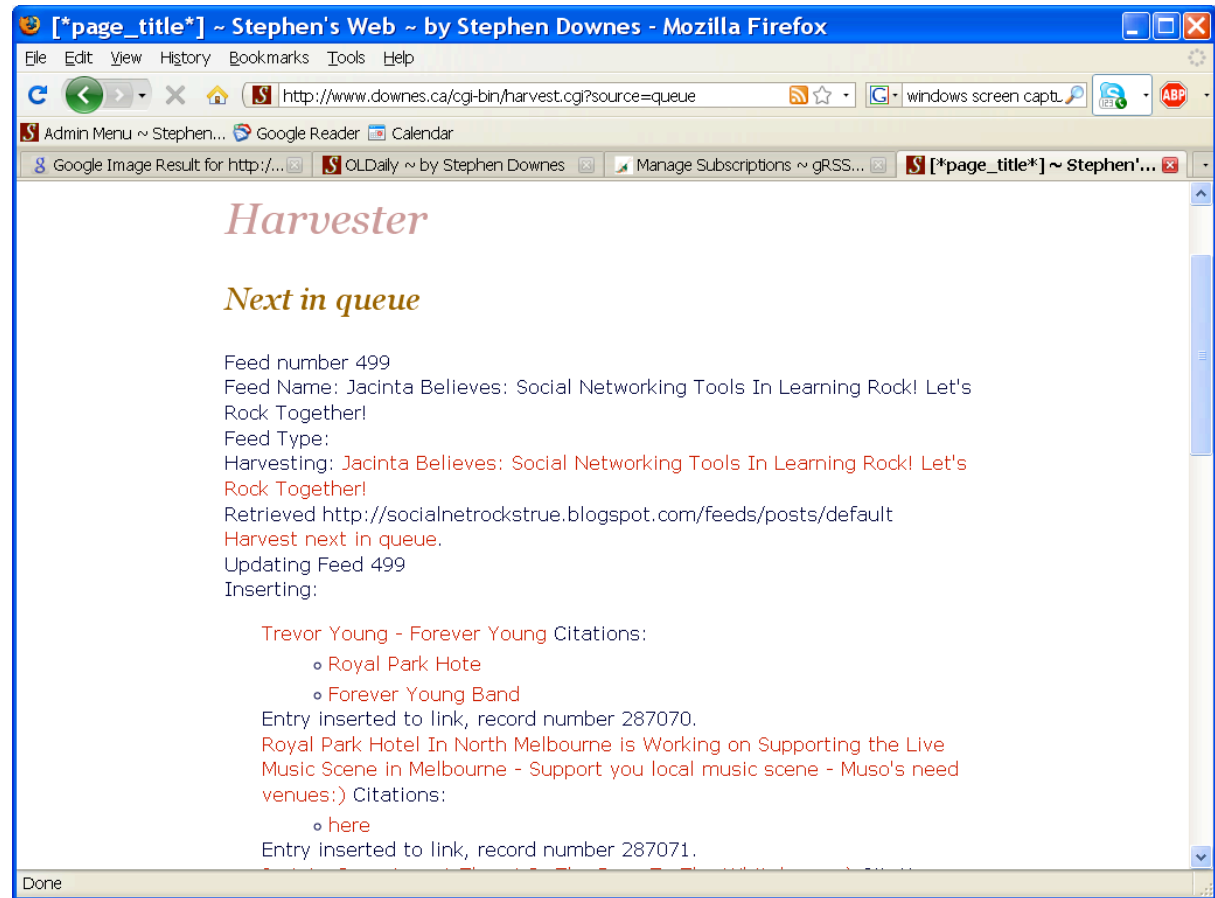 [*page_title*] ~ Stephen's Web ~ by Stephen Downes - Mozilla Firefox
File Edit View History Bookmarks Tools Help
http://www.downes.ca/cgi-bin/harvest.cgi?source=queue G windows screen captu ABP
Admin Menu ~ Stephen... Google Reader Calendar
Google Image Result for http:/... OLDaily ~ by Stephen Downes Manage Subscriptions ~ gRSS... [*page_title*] ~ Stephen'...
Harvester
Next in queue
Feed number 499
Feed Name: Jacinta Believes: Social Networking Tools In Learning Rock! Let's
Rock Together!
Feed Type:
Harvesting: Jacinta Believes: Social Networking Tools In Learning Rock! Let's
Rock Together!
Retrieved http://socialnetrockstrue.blogspot.com/feeds/posts/default
Harvest next in queue.
Updating Feed 499
Inserting:
Trevor Young - Forever Young Citations:
Royal Park Hote
Forever Young Band
Entry inserted to link, record number 287070.
Royal Park Hotel In North Melbourne is Working on Supporting the Live
Music Scene in Melbourne - Support you local music scene - Muso's need
venues:) Citations:
here
Entry inserted to link, record number 287071.
Done